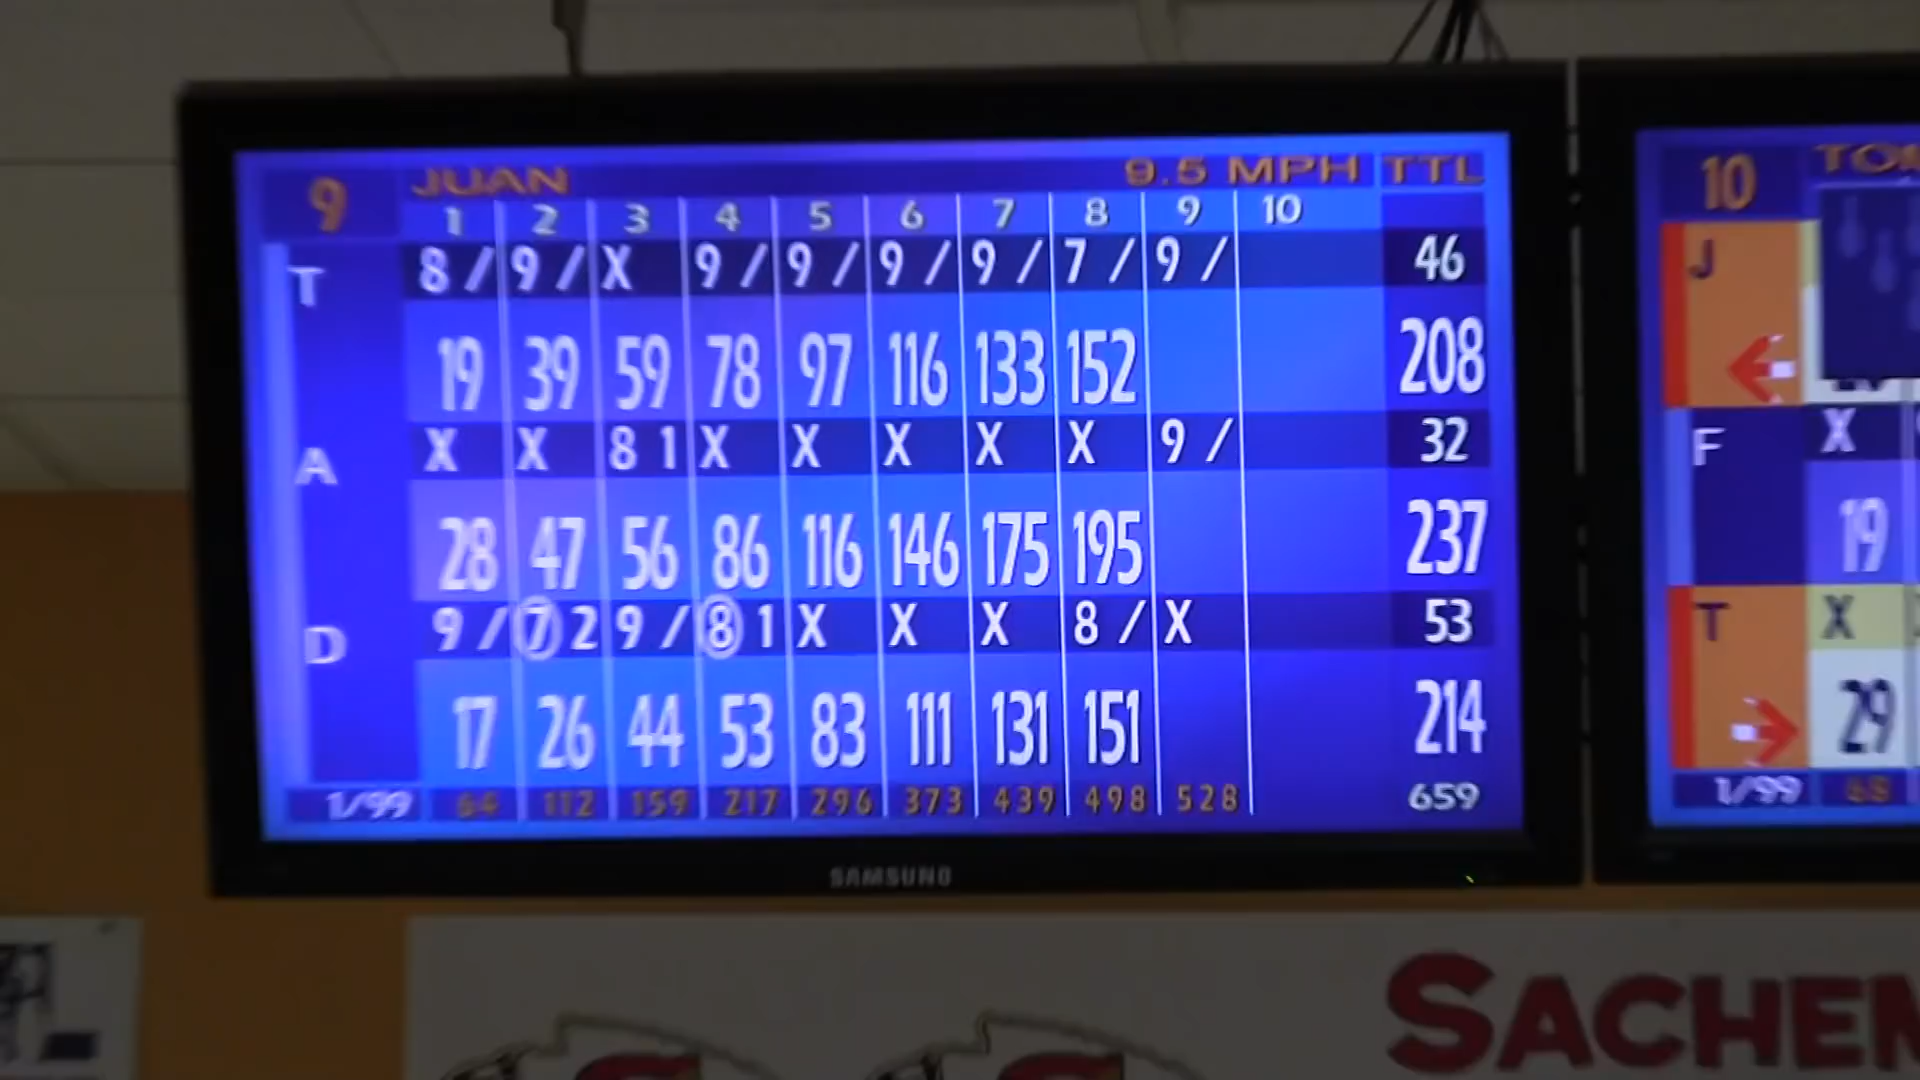 9 JUAN 9.5 MPH TTL
1 2 3 4 5 6 7 8 9 10
T 8 / 9 / X 9 / 9 / 9 / 9 / 7 / 9 / 46
19 39 59 78 97 116 133 152 208
A X X 8 1 X X X X X 9 / 32
28 47 56 86 116 146 175 195 237
D 9 / 7 2 9 / 8 1 X X X 8 / X 53
17 26 44 53 83 111 131 151 214
1/99 64 112 159 217 296 373 439 498 528 659
SAMSUNG
10
J
F X
19
T X
29
1/99 68
SACHEM